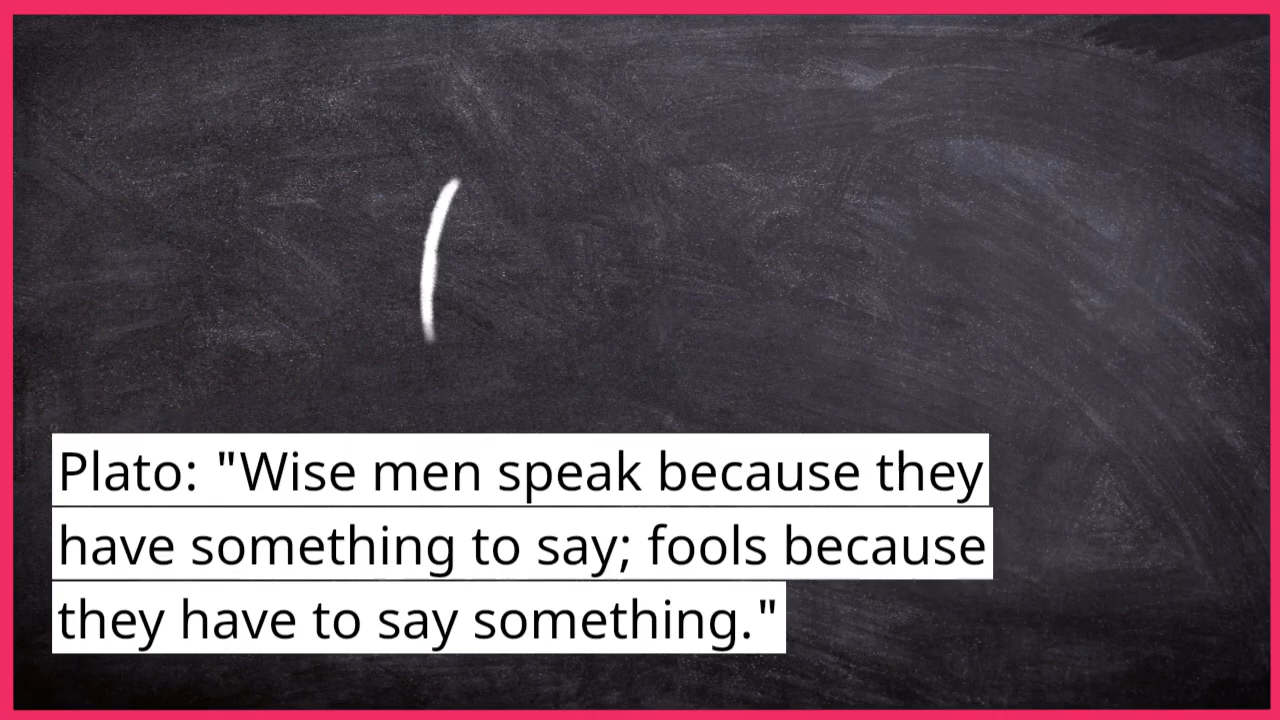 Plato: "Wise men speak because they
have something to say; fools because
they have to say something."